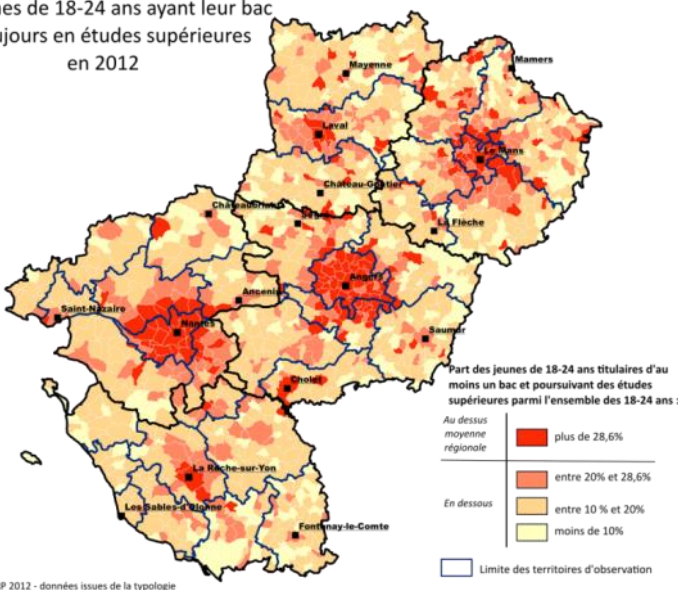 nes de 18-24 ans ayant leur bac
ujours en études supérieures
en 2012
Mayenne
Mamers
Laval
Le Mans
Château-Gontier
Châteaubriant
Segré
La Flèche
Angers
Ancenis
Saint-Nazaire
Nantes
Saumur
Cholet
La Roche-sur-Yon
Les Sables-d'Olonne
Fontenay-le-Comte
Part des jeunes de 18-24 ans titulaires d'au
moins un bac et poursuivant des études
supérieures parmi l'ensemble des 18-24 ans :
Au dessus
moyenne
régionale
plus de 28,6%
En dessous
entre 20% et 28,6%
entre 10 % et 20%
moins de 10%
Limite des territoires d'observation
P 2012 - données issues de la typologie